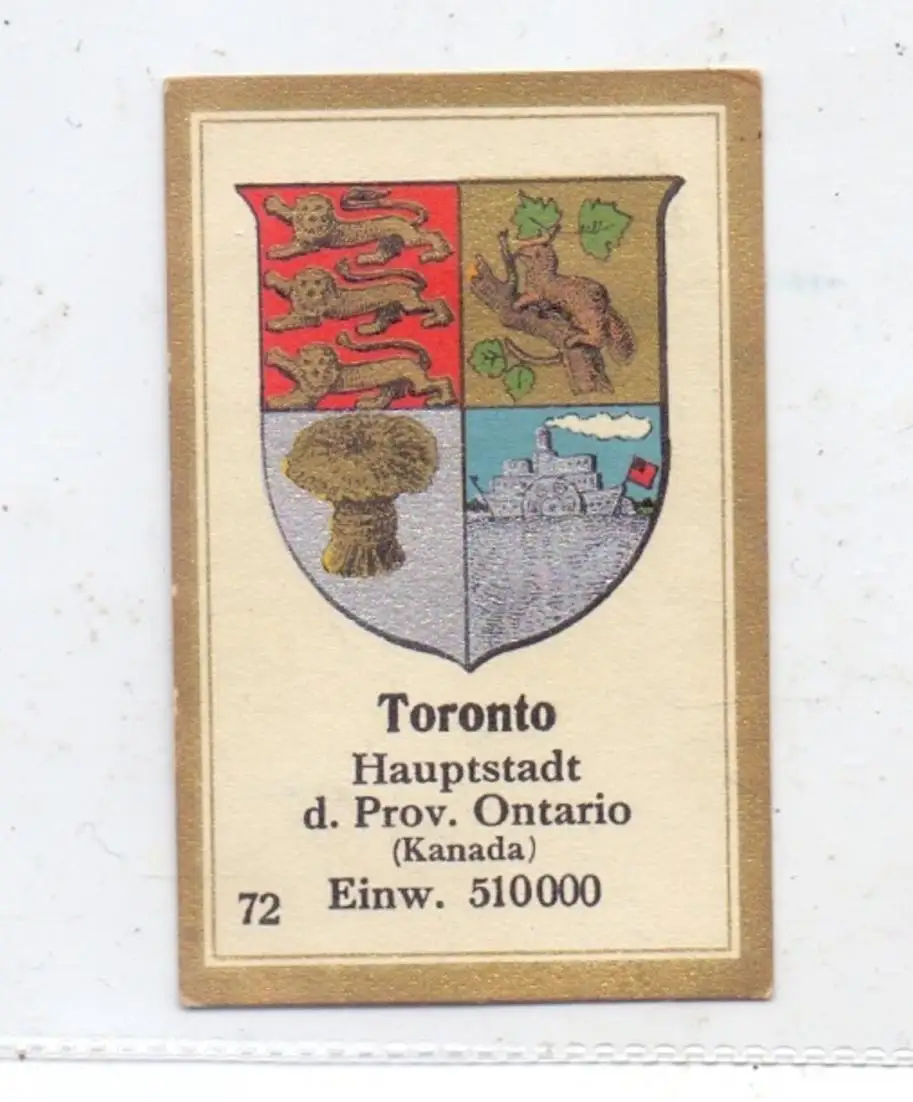 Toronto
Hauptstadt
d. Prov. Ontario
(Kanada)
72 Einw. 510000